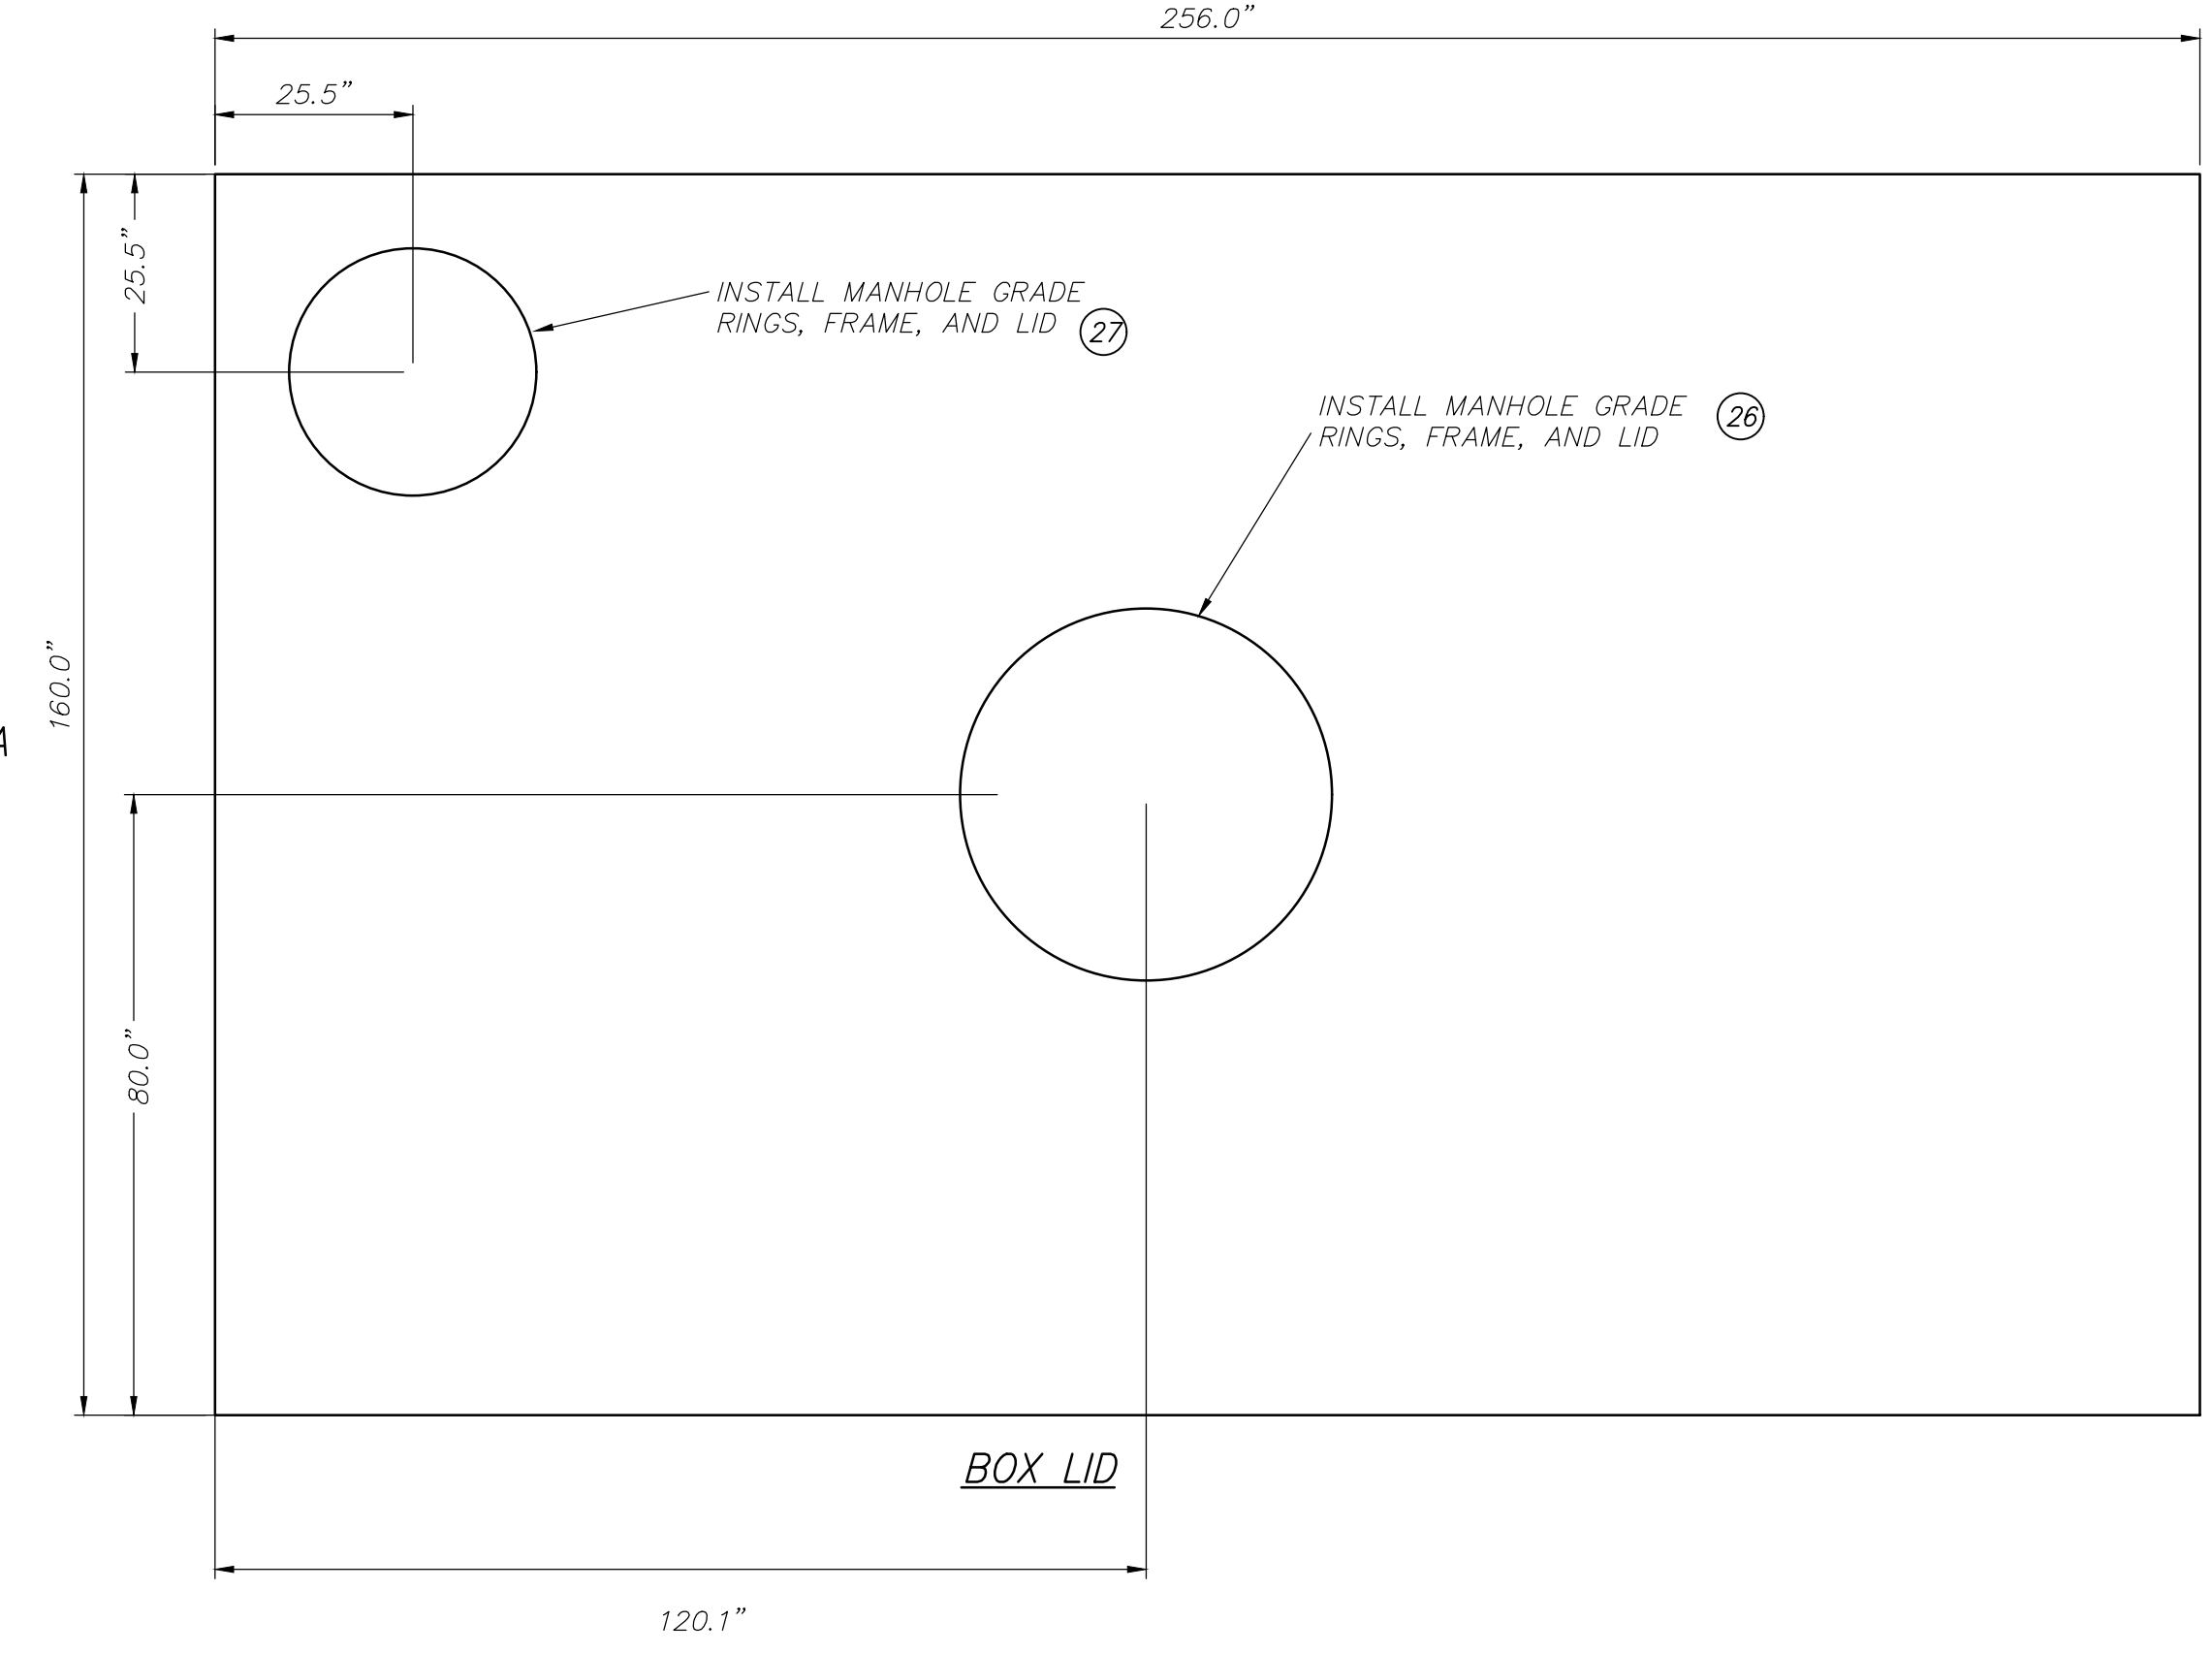 256.0"
25.5"
25.5"
INSTALL MANHOLE GRADE
RINGS, FRAME, AND LID 27
INSTALL MANHOLE GRADE 26
RINGS, FRAME, AND LID
160.0"
A
80.0"
BOX LID
120.1"